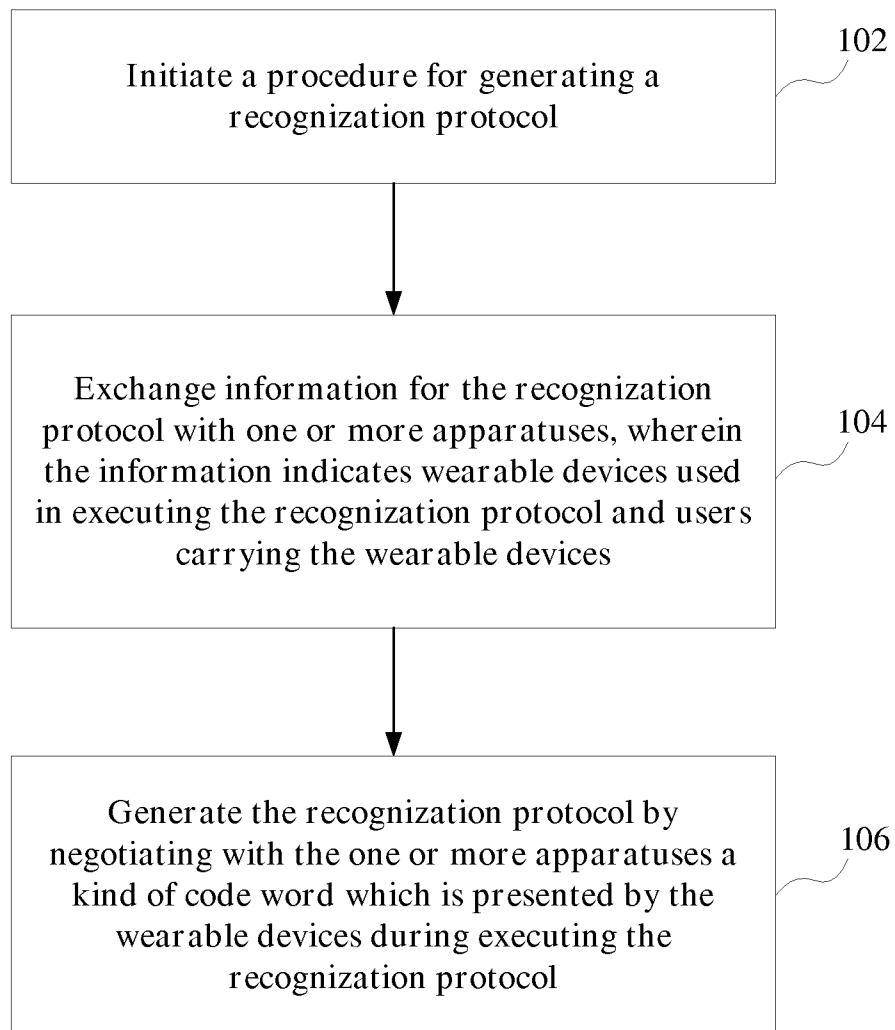 Initiate a procedure for generating a
recognization protocol
102
Exchange information for the recognization
protocol with one or more apparatuses, wherein
the information indicates wearable devices used
in executing the recognization protocol and users
carrying the wearable devices
104
Generate the recognization protocol by
negotiating with the one or more apparatuses a
kind of code word which is presented by the
wearable devices during executing the
recognization protocol
106